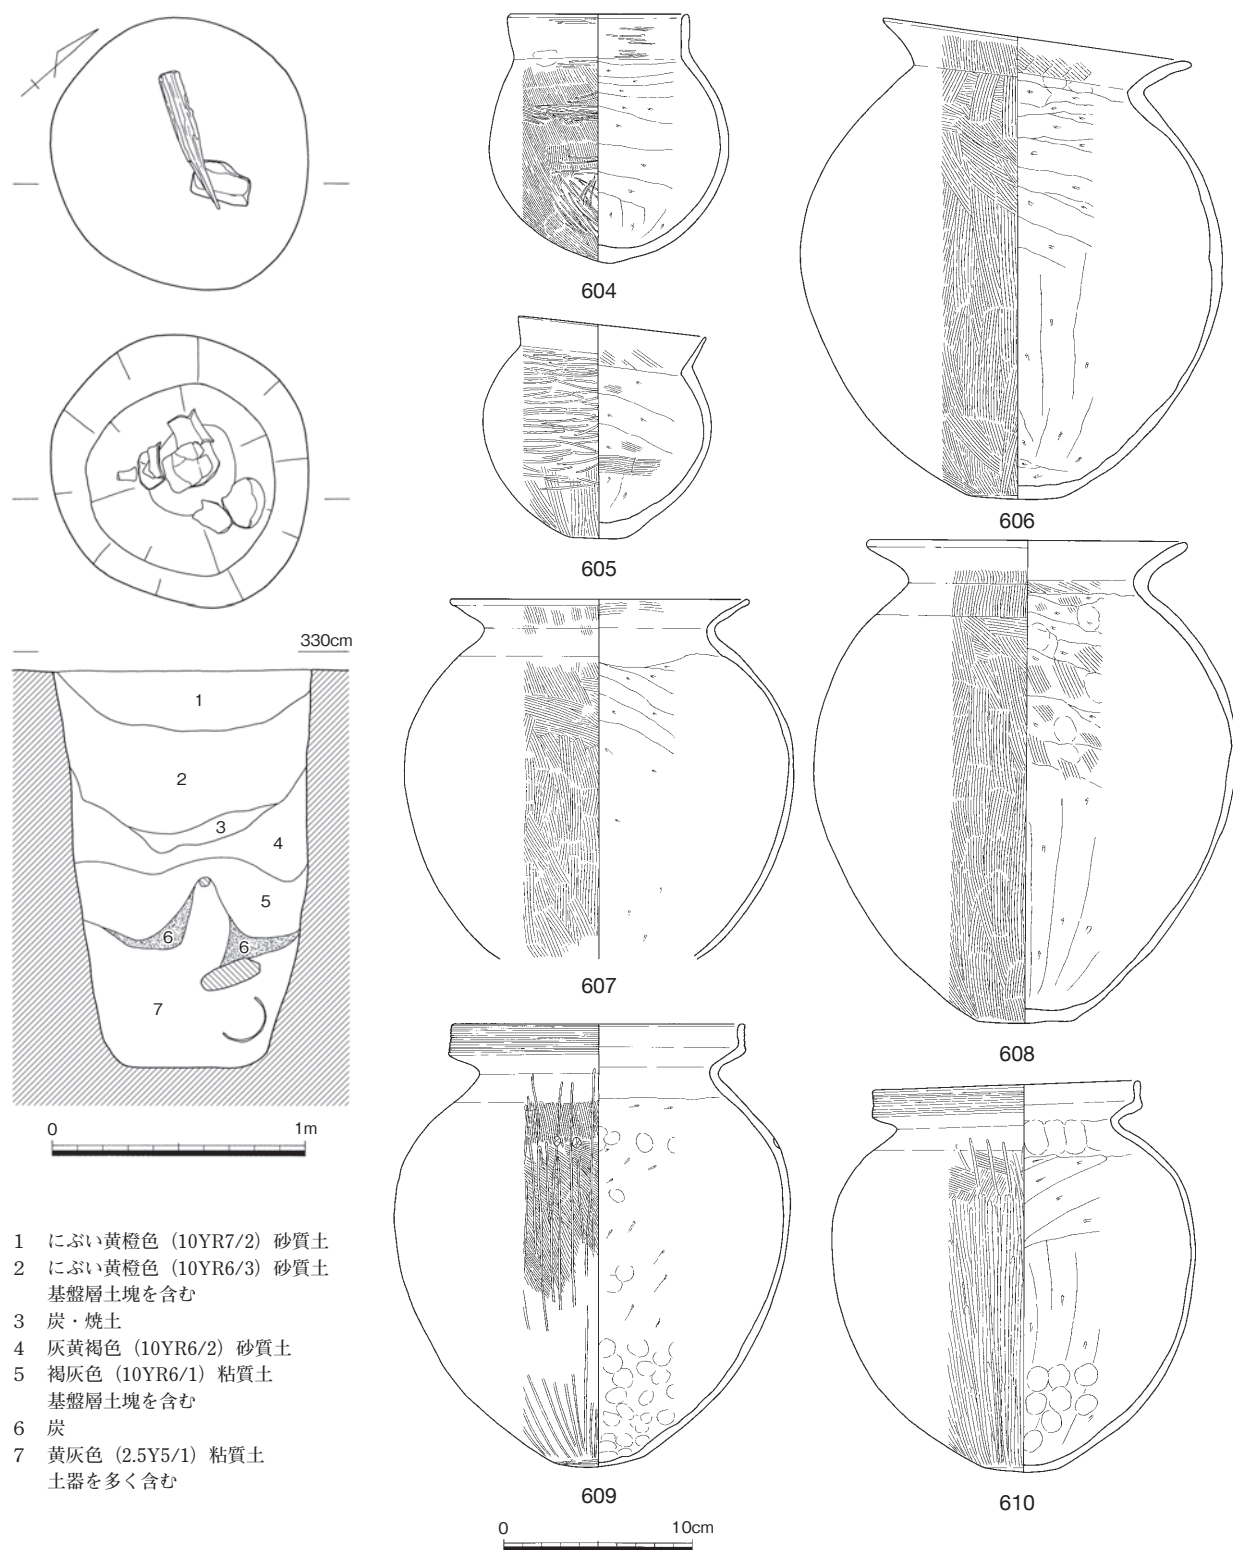 330cm
1
2
3
4
5
6
6
7
0 1m
1 にぶい黄橙色（10YR7/2）砂質土
2 にぶい黄橙色（10YR6/3）砂質土
基盤層土塊を含む
3 炭・焼土
4 灰黄褐色（10YR6/2）砂質土
5 褐灰色（10YR6/1）粘質土
基盤層土塊を含む
6 炭
7 黄灰色（2.5Y5/1）粘質土
土器を多く含む
604
605
606
607
608
609
610
0 10cm